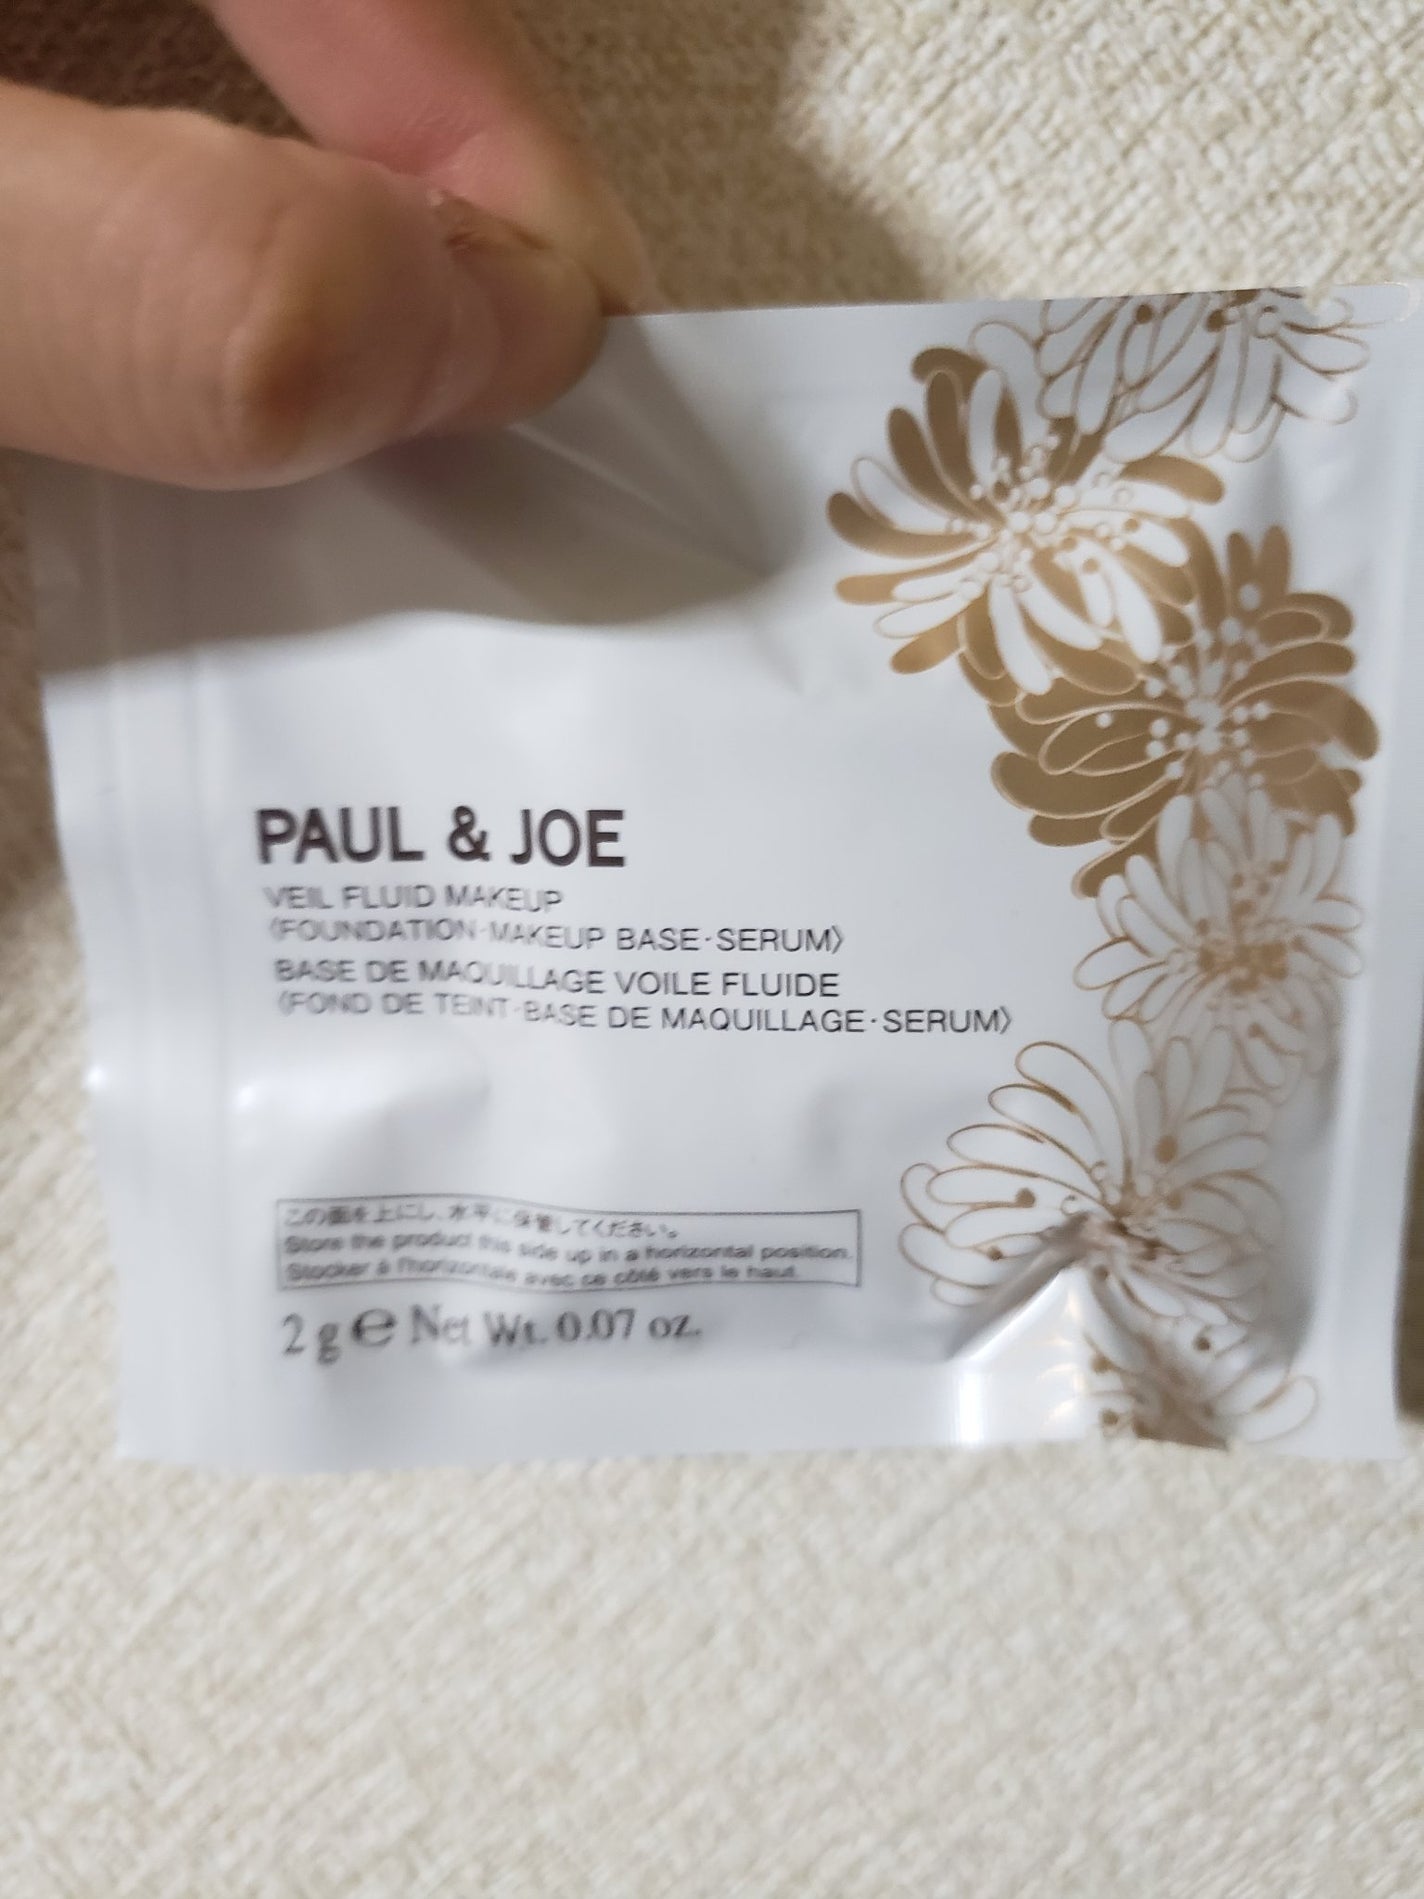 PAUL & JOE
VEIL FLUID MAKEUP
〈FOUNDATION·MAKEUP BASE·SERUM〉
BASE DE MAQUILLAGE VOILE FLUIDE
〈FOND DE TEINT·BASE DE MAQUILLAGE·SERUM〉
この面を上にし、水平に保管してください。
Store the product this side up in a horizontal position.
Stocker à l'horizontale avec ce côté vers le haut.
2 g ℮ Net Wt. 0.07 oz.